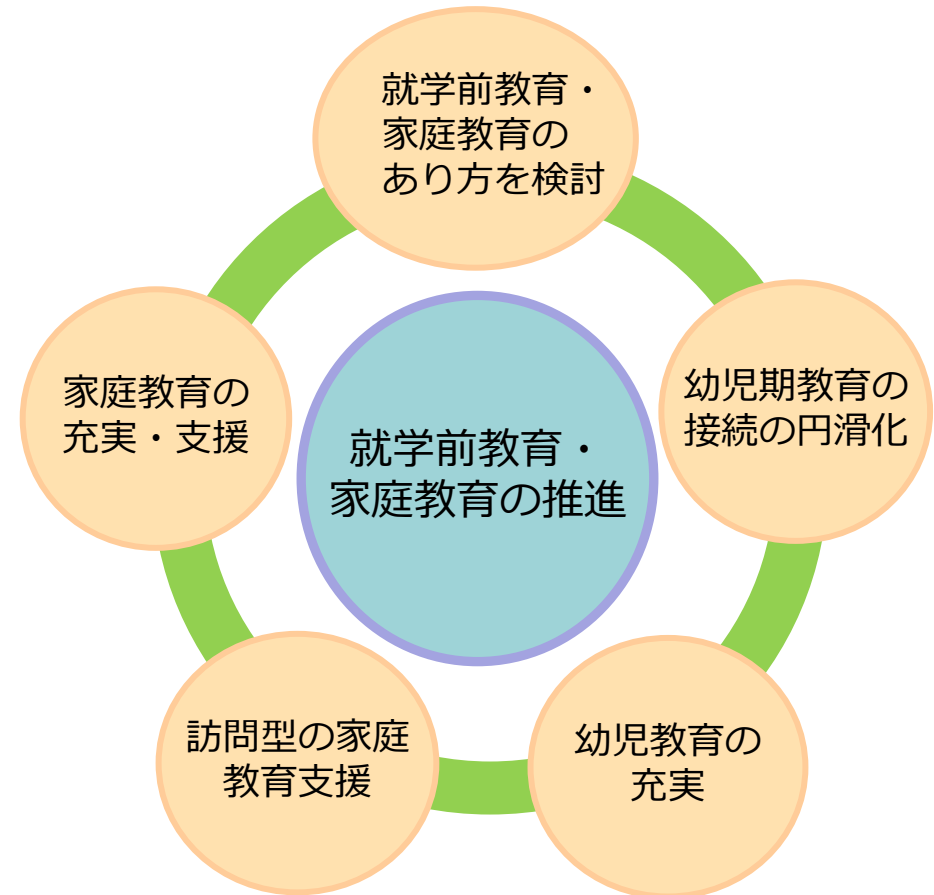 就学前教育・
家庭教育の
あり方を検討
家庭教育の
充実・支援
幼児期教育の
接続の円滑化
就学前教育・
家庭教育の推進
訪問型の家庭
教育支援
幼児教育の
充実